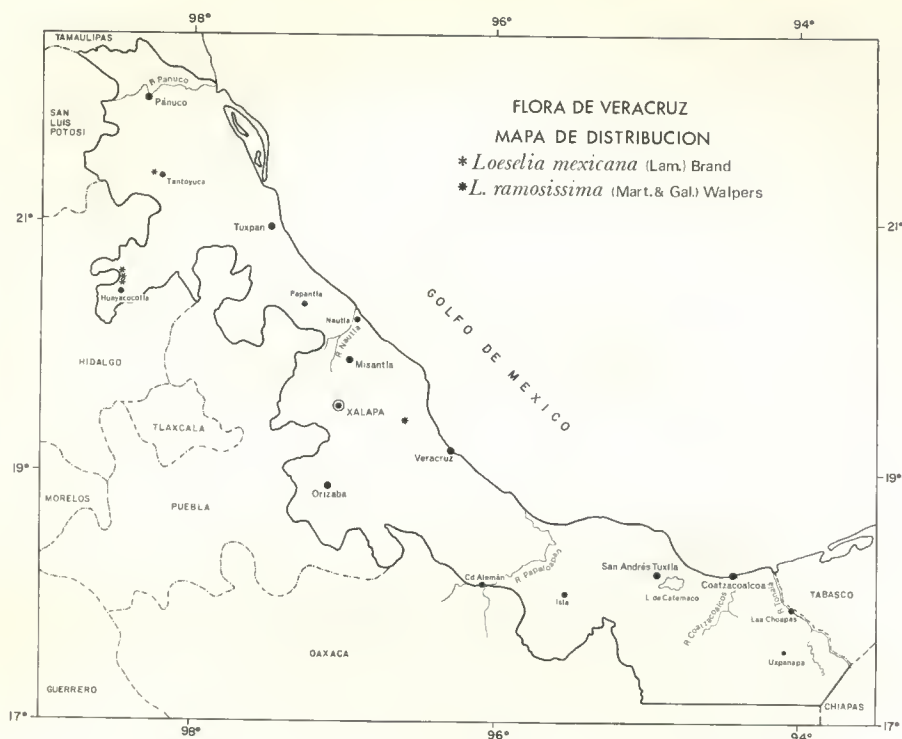 98°
96°
94°
TAMAULIPAS
R Panuco
Pánuco
SAN
LUIS
POTOSI
FLORA DE VERACRUZ
MAPA DE DISTRIBUCION
* Loeselia mexicana (Lam.) Brand
* L. ramosissima (Mart. & Gal.) Walpers
Tantoyuca
21°
21°
Tuxpan
Huayacocotla
Papantla
Nautla
R Nautla
GOLFO DE MEXICO
HIDALGO
Misantla
XALAPA
TLAXCALA
Veracruz
19°
19°
Orizaba
MORELOS
PUEBLA
R Papaloapan
Cd Alemán
San Andrés Tuxtla
Coatzacoalcos
L de Catemaco
TABASCO
Isla
R Coatzacoalcos
R Tonala
Las Choapas
Uxpanapa
OAXACA
GUERRERO
CHIAPAS
17°
17°
98°
96°
94°